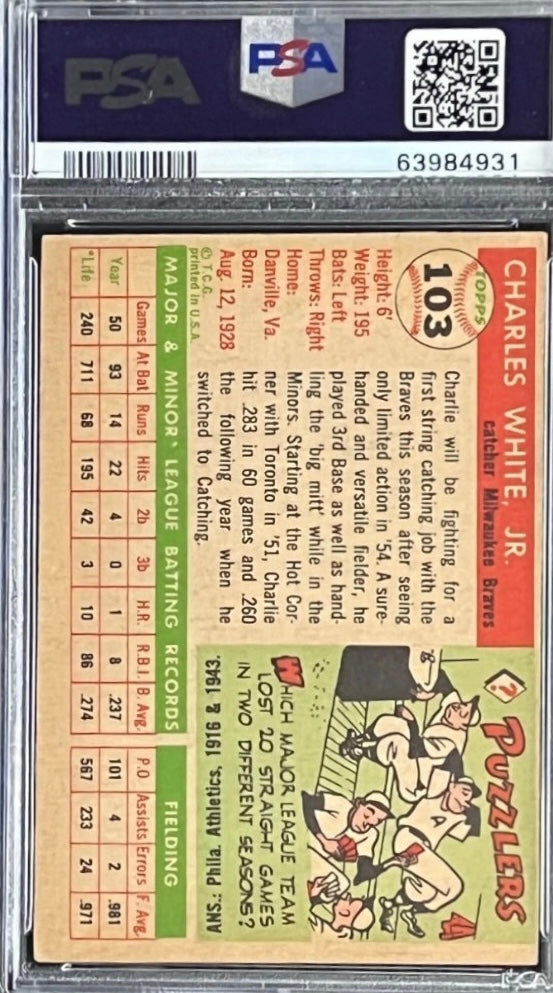 PSA
PSA
63984931
CHARLES WHITE, JR.
catcher Milwaukee Braves
TOPPS
103
Height: 6'
Weight: 195
Bats: Left
Throws: Right
Home:
Danville, Va.
Born:
Aug. 12, 1928
© T.C.G.
printed in U.S.A.
Charlie will be fighting for a
first string catching job with the
Braves this season after seeing
only limited action in '54. A sure-
handed and versatile fielder, he
played 3rd Base as well as hand-
ling the 'big mitt' while in the
Minors. Starting at the Hot Cor-
ner with Toronto in '51, Charlie
hit .283 in 60 games and .260
the following year when he
switched to Catching.
? PUZZLERS
A
WHICH MAJOR LEAGUE TEAM
LOST 20 STRAIGHT GAMES
IN TWO DIFFERENT SEASONS?
ANS.: Phila. Athletics, 1916 & 1943.
MAJOR & MINOR° LEAGUE BATTING RECORDS FIELDING
Games At Bat Runs Hits 2b 3b H.R. R.B.I. B. Avg. P.O Assists Errors F. Avg.
Year 50 93 14 22 4 0 1 8 .237 101 4 2 .981
°Life 240 711 68 195 42 3 10 86 .274 567 233 24 .971
PSA